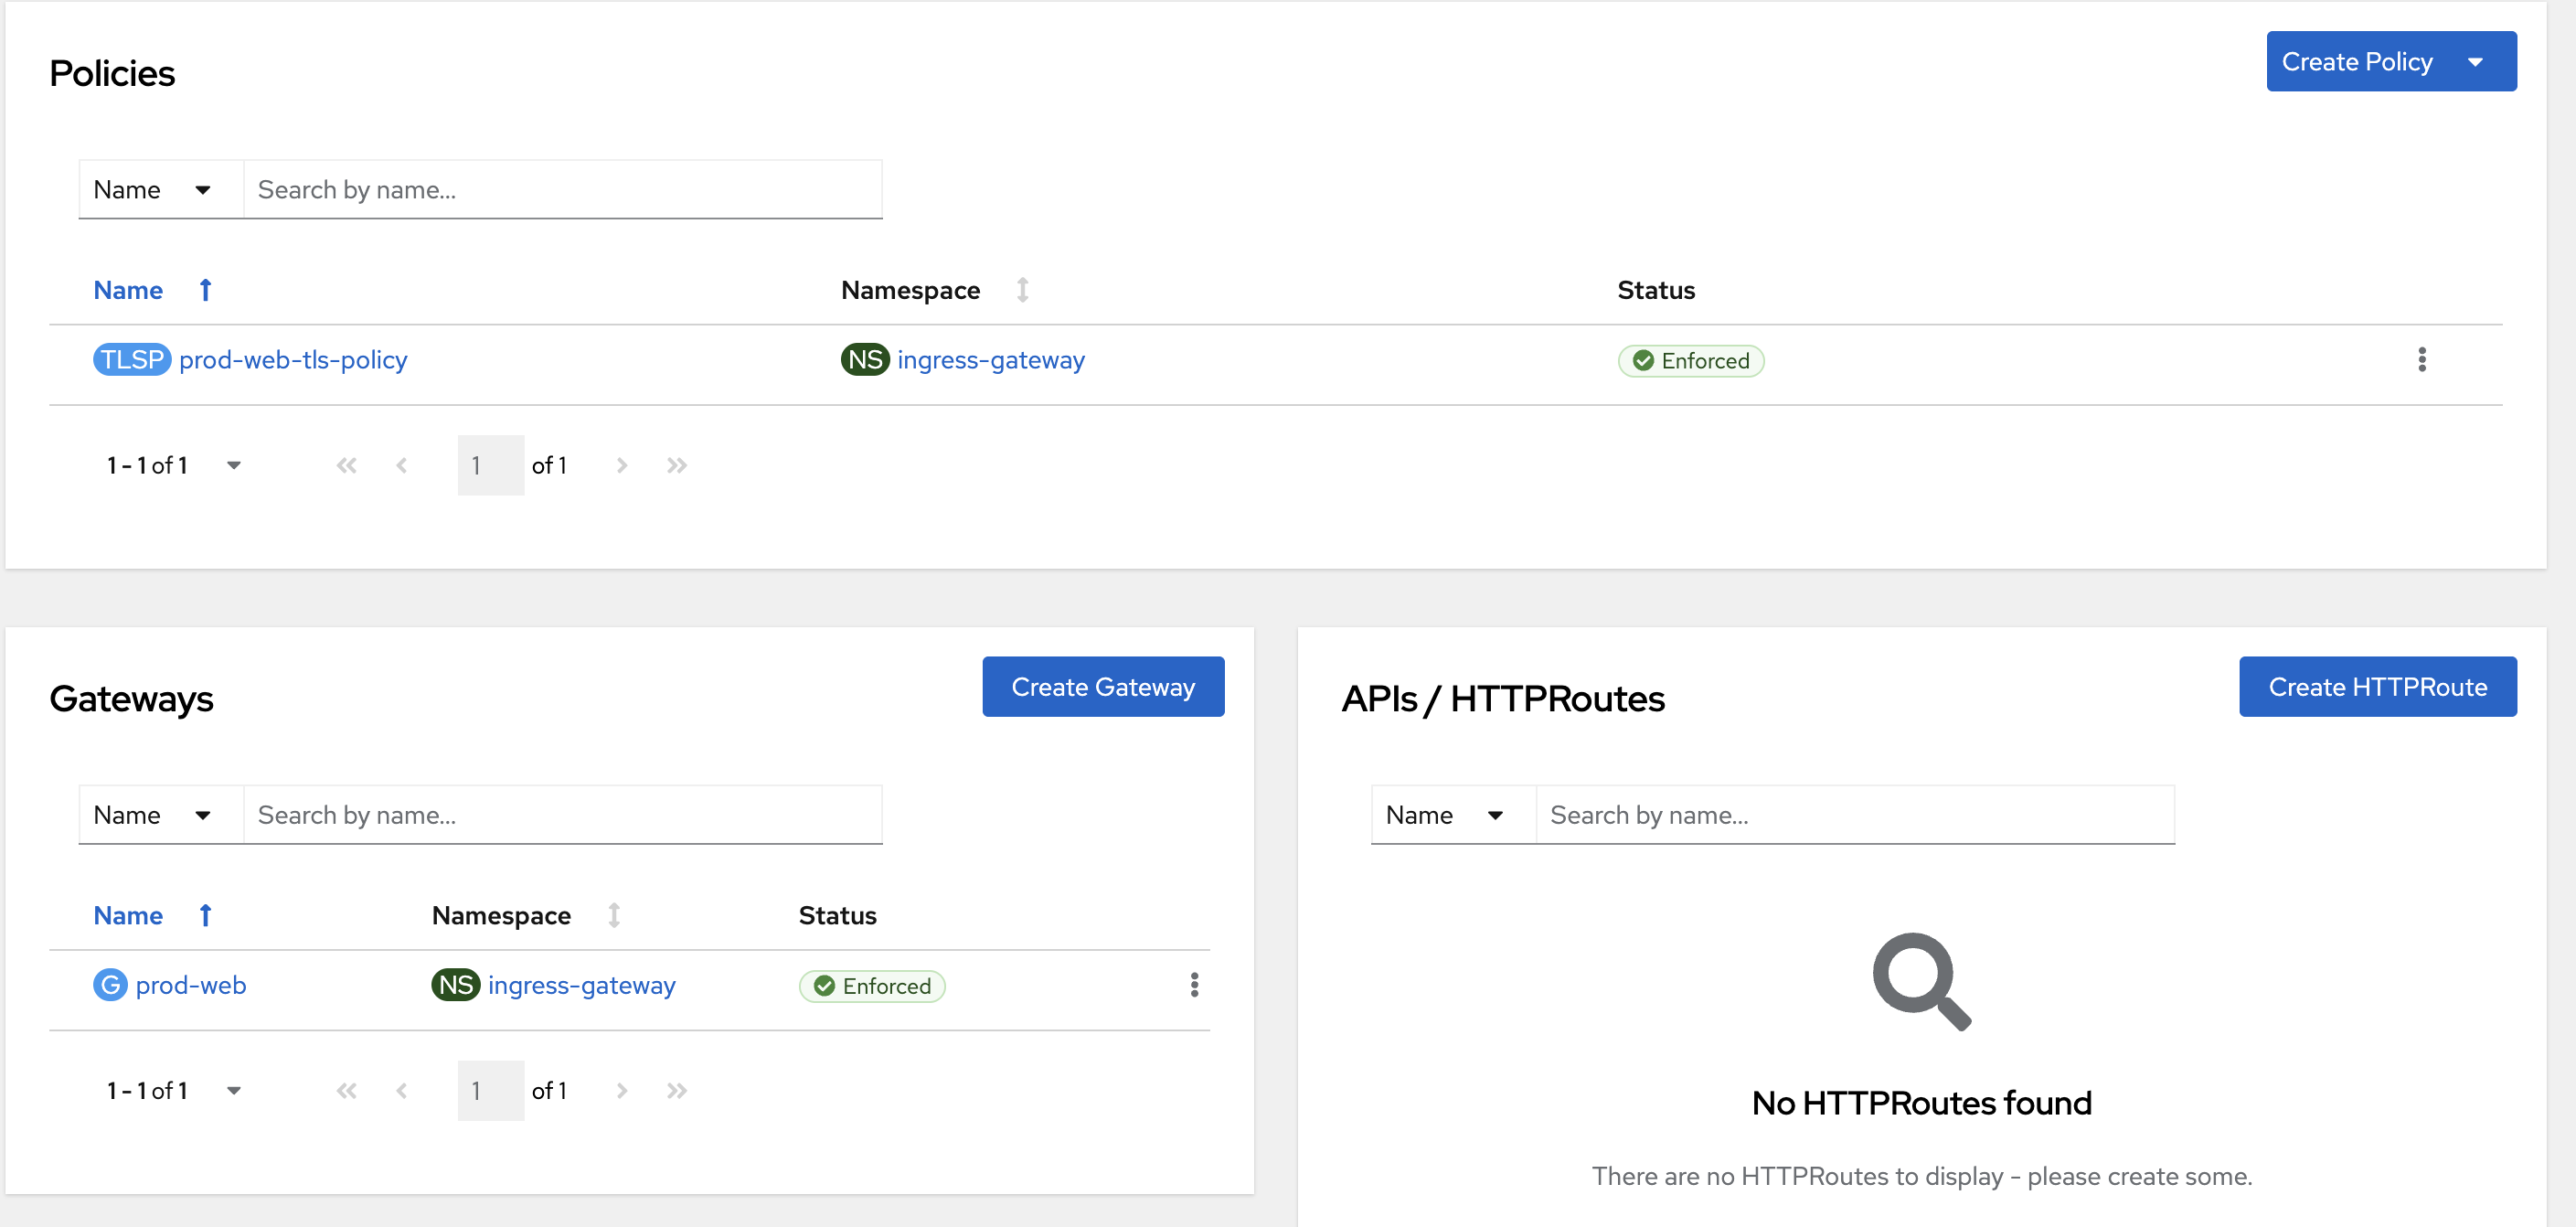 Policies
Create Policy
Name Search by name...
Name Namespace Status
TLSP prod-web-tls-policy NS ingress-gateway Enforced
1 - 1 of 1 1 of 1
Gateways
Create Gateway
Name Search by name...
Name Namespace Status
G prod-web NS ingress-gateway Enforced
1 - 1 of 1 1 of 1
APIs / HTTPRoutes
Create HTTPRoute
Name Search by name...
No HTTPRoutes found
There are no HTTPRoutes to display - please create some.